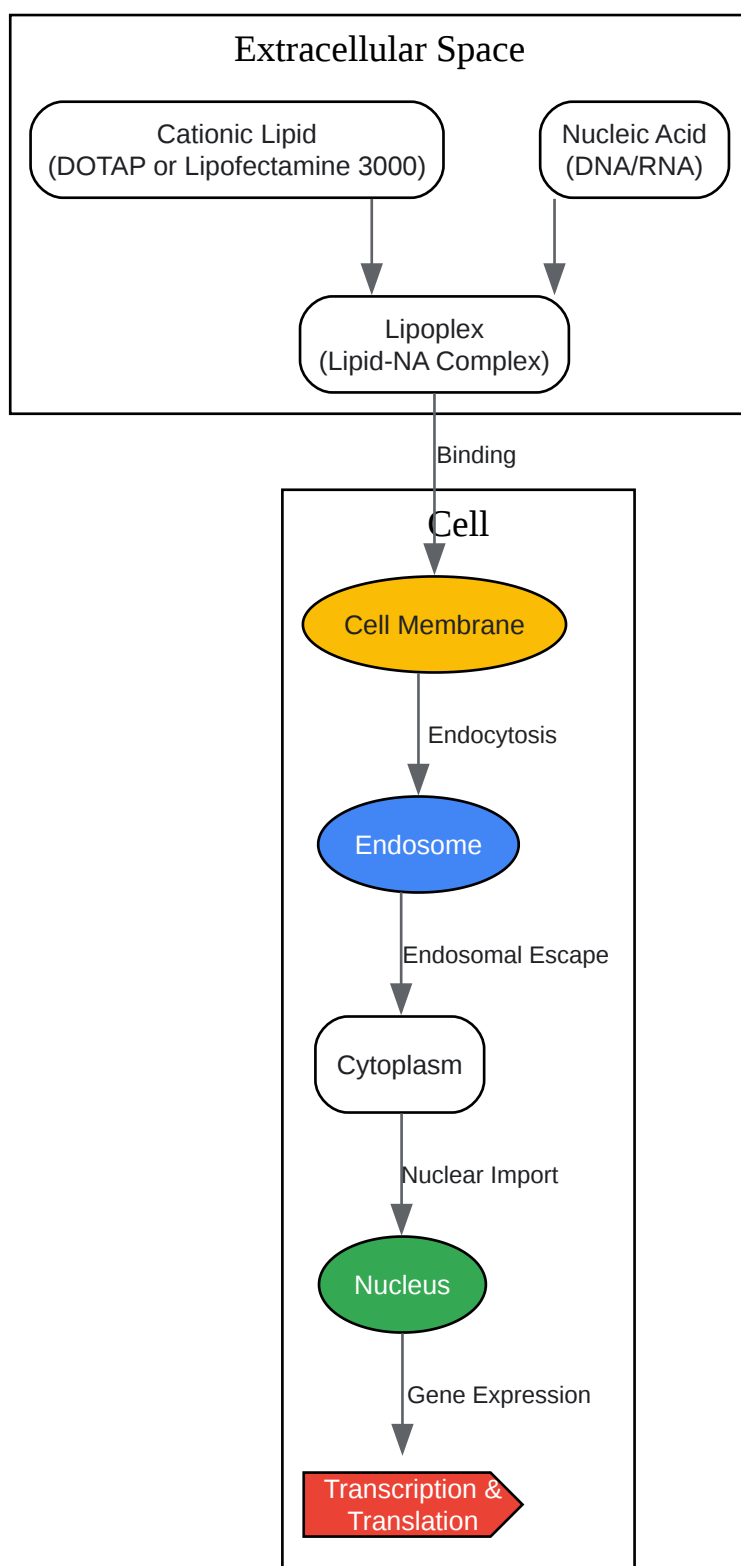 Extracellular Space
Cationic Lipid
(DOTAP or Lipofectamine 3000)
Nucleic Acid
(DNA/RNA)
Lipoplex
(Lipid-NA Complex)
Binding
Cell
Cell Membrane
Endocytosis
Endosome
Endosomal Escape
Cytoplasm
Nuclear Import
Nucleus
Gene Expression
Transcription &
Translation